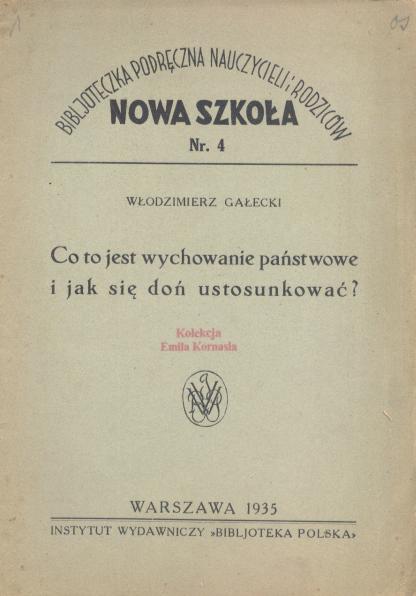 BIBLJOTECZKA PODRĘCZNA NAUCZYCIELI i RODZICÓW
NOWA SZKOŁA
Nr. 4
WŁODZIMIERZ GAŁECKI
Co to jest wychowanie państwowe
i jak się doń ustosunkować?
Kolekcja
Emila Kornasia
WARSZAWA 1935
INSTYTUT WYDAWNICZY »BIBLJOTEKA POLSKA»